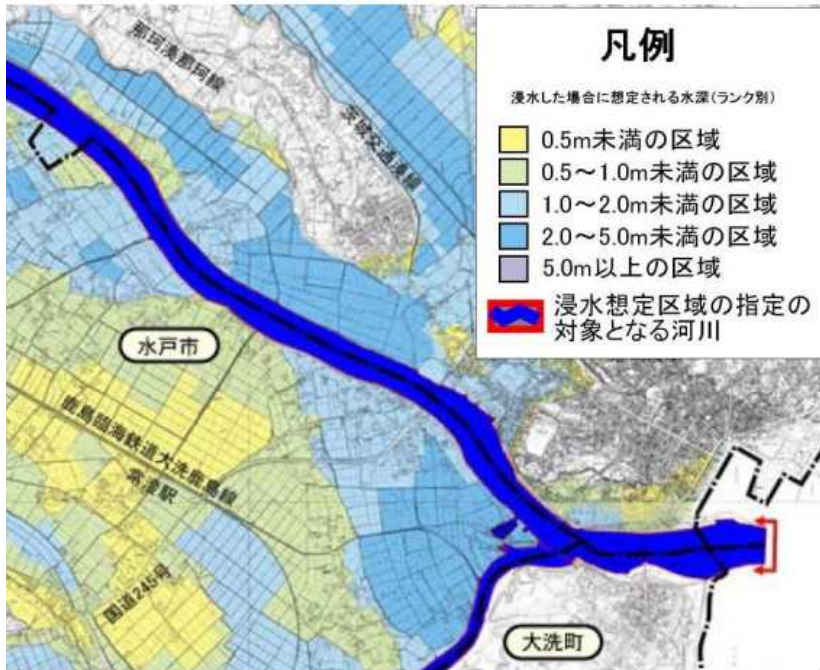 凡例
浸水した場合に想定される水深(ランク別)
0.5m未満の区域
0.5～1.0m未満の区域
1.0～2.0m未満の区域
2.0～5.0m未満の区域
5.0m以上の区域
浸水想定区域の指定の
対象となる河川
那珂湊那珂線
茨城交通湊線
水戸市
鹿島臨海鉄道大洗鹿島線
常澄駅
国道245号
大洗町